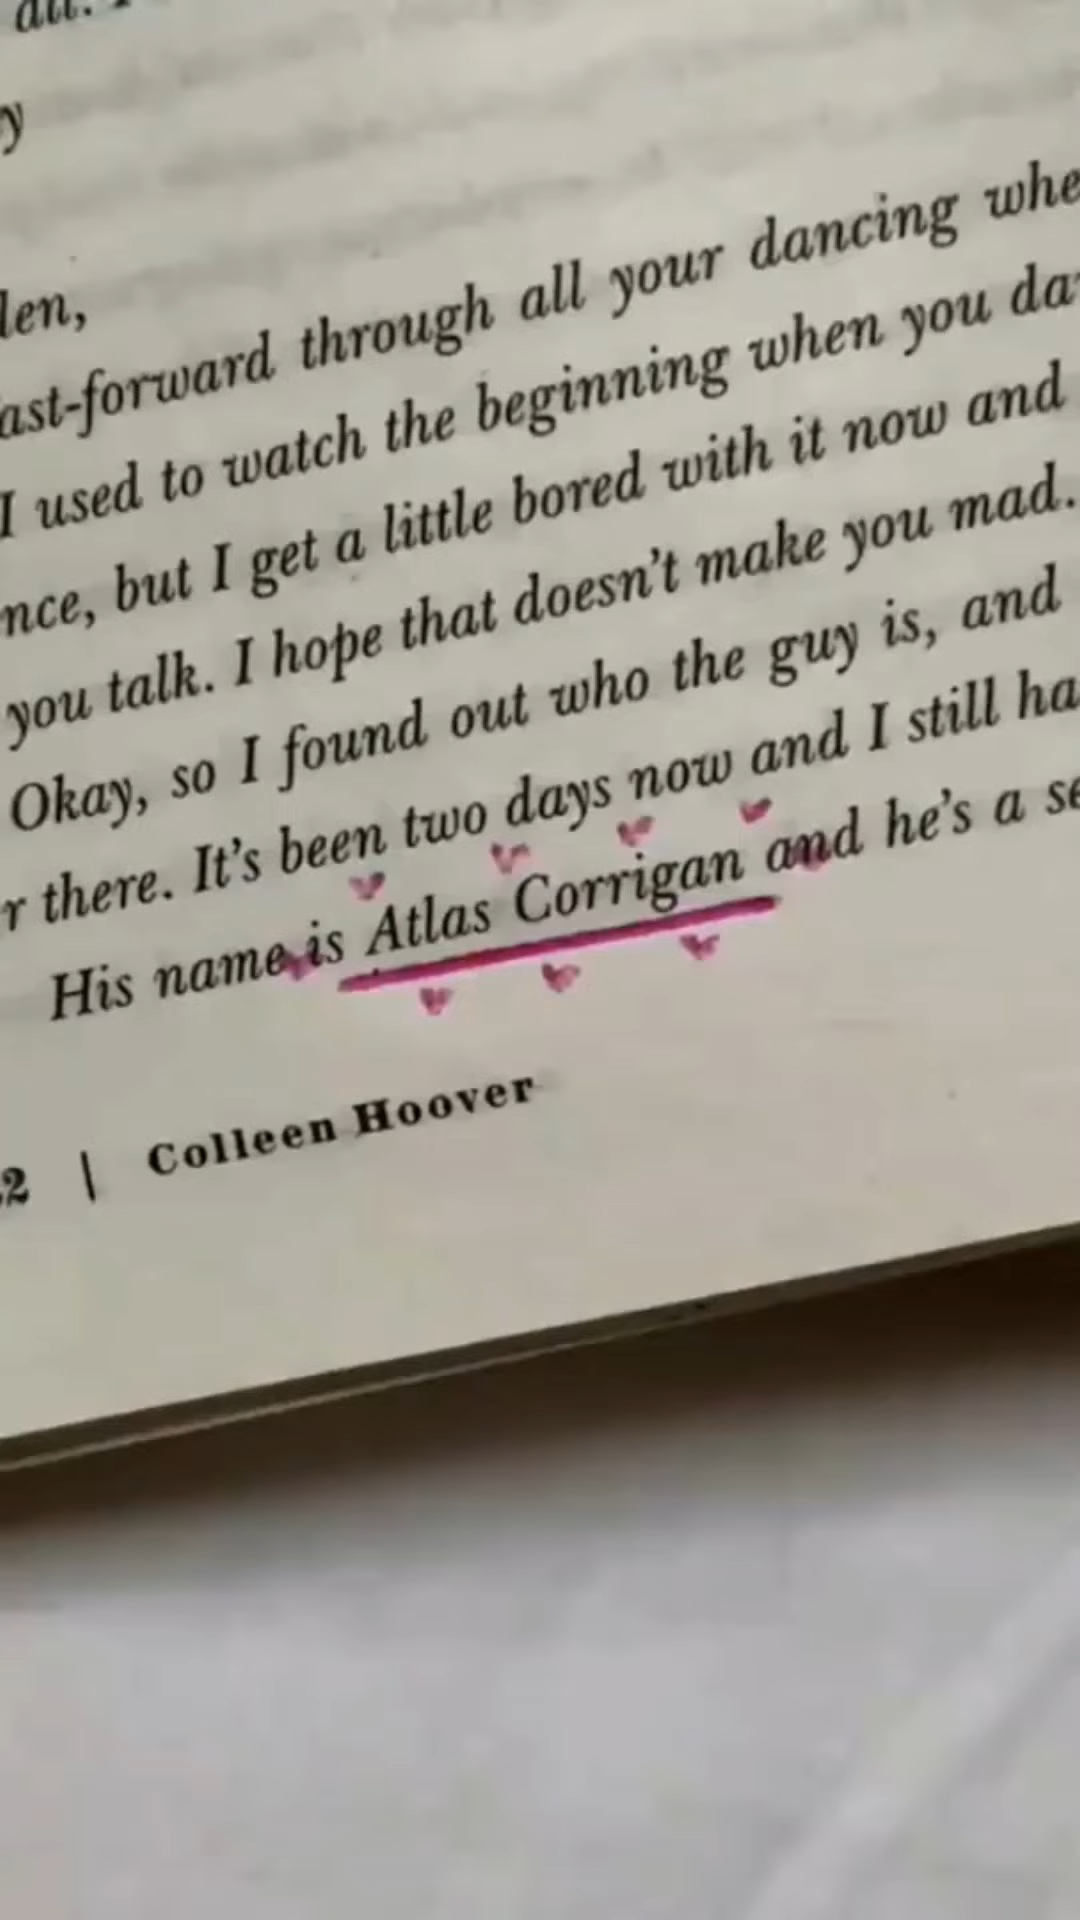 all.
y
len,
ast-forward through all your dancing whe
I used to watch the beginning when you da
nce, but I get a little bored with it now and
you talk. I hope that doesn't make you mad.
Okay, so I found out who the guy is, and
r there. It's been two days now and I still ha
His name is Atlas Corrigan and he's a se
2 | Colleen Hoover